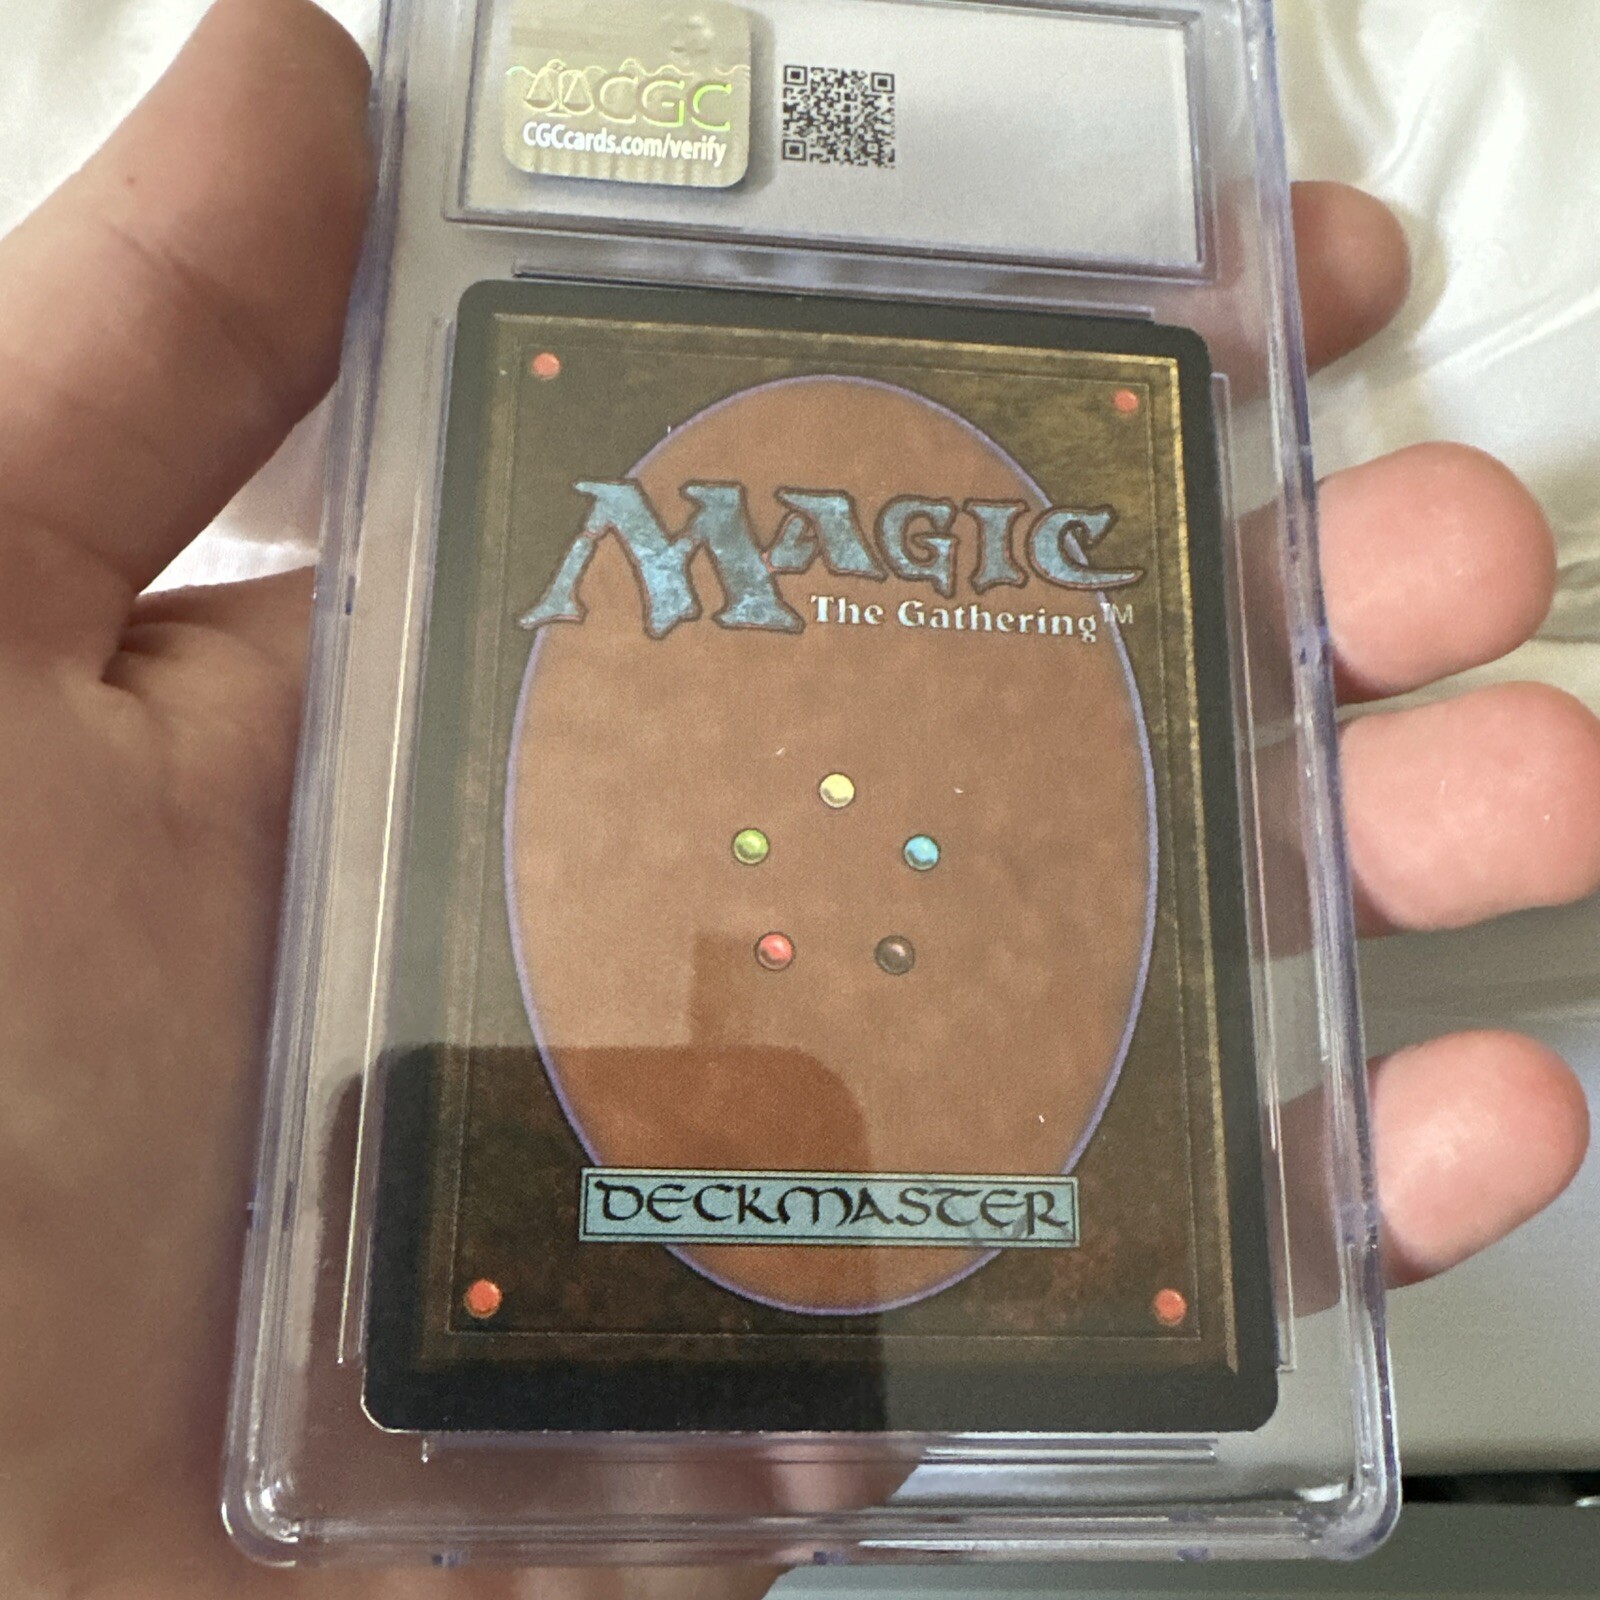 CGC
CGCcards.com/verify
MAGIC
The Gathering™
DECKMASTER